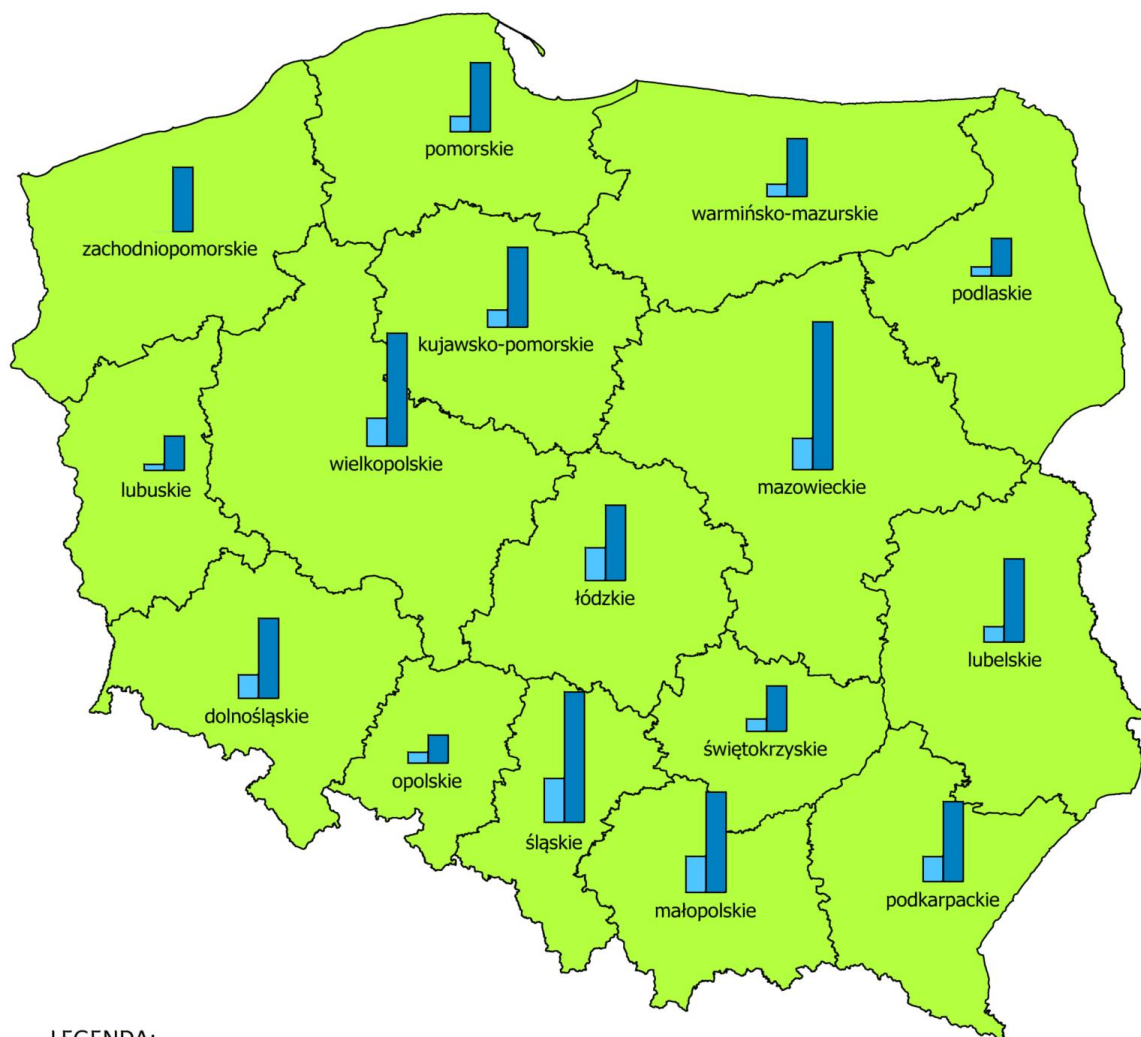 pomorskie
warmińsko-mazurskie
zachodniopomorskie
podlaskie
kujawsko-pomorskie
wielkopolskie
mazowieckie
lubuskie
łódzkie
lubelskie
dolnośląskie
świętokrzyskie
opolskie
śląskie
małopolskie
podkarpackie
LEGENDA: